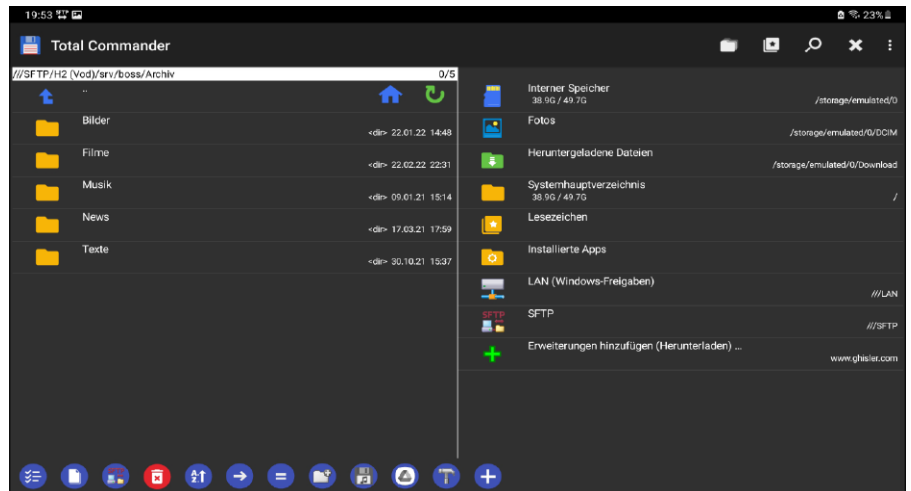 19:53
23%
Total Commander
///SFTP/H2 (Vod)/srv/boss/Archiv 0/5
..
Bilder
<dir> 22.01.22 14:48
Filme
<dir> 22.02.22 22:31
Musik
<dir> 09.01.21 15:14
News
<dir> 17.03.21 17:59
Texte
<dir> 30.10.21 15:37
Interner Speicher
38.9G / 49.7G
/storage/emulated/0
Fotos
/storage/emulated/0/DCIM
Heruntergeladene Dateien
/storage/emulated/0/Download
Systemhauptverzeichnis
38.9G / 49.7G
/
Lesezeichen
Installierte Apps
LAN (Windows-Freigaben)
///LAN
SFTP
SFTP
///SFTP
Erweiterungen hinzufügen (Herunterladen) ...
www.ghisler.com